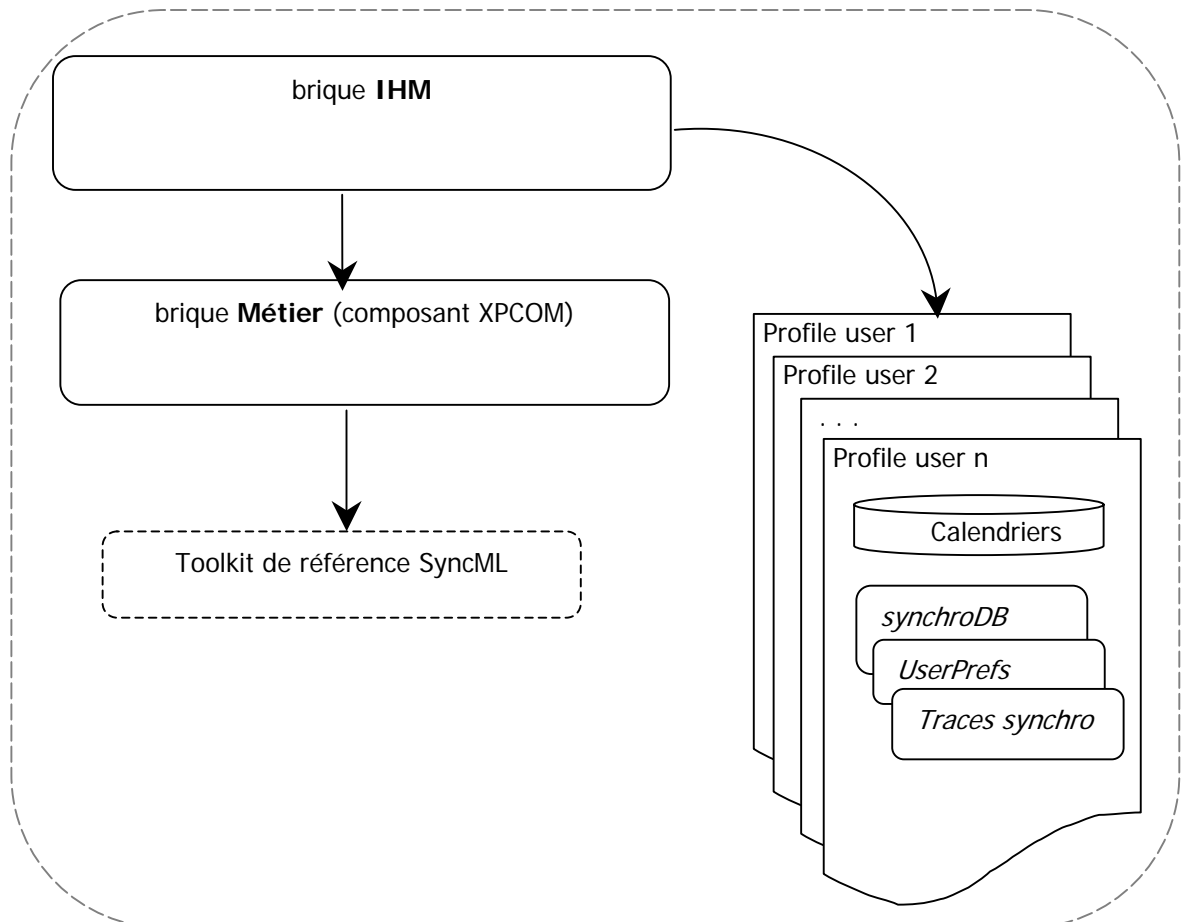 brique IHM
brique Métier (composant XPCOM)
Toolkit de référence SyncML
Profile user 1
Profile user 2
. . .
Profile user n
Calendriers
synchroDB
UserPrefs
Traces synchro